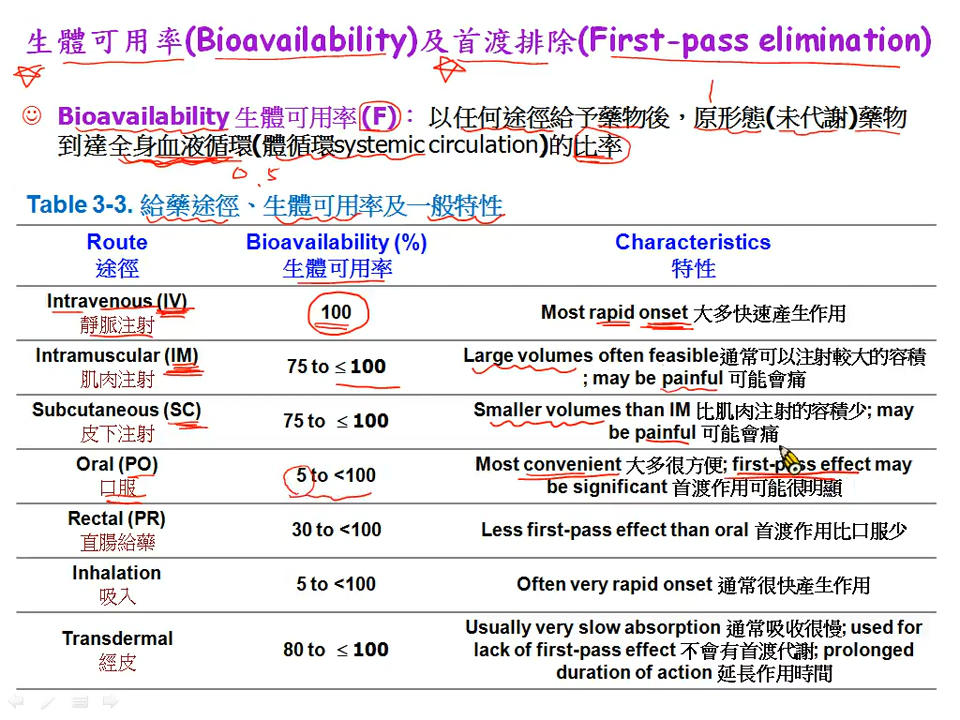 生體可用率(Bioavailability)及首渡排除(First-pass elimination)
Bioavailability 生體可用率(F)：以任何途徑給予藥物後，原形態(未代謝)藥物
到達全身血液循環(體循環systemic circulation)的比率
0.5
Table 3-3. 給藥途徑、生體可用率及一般特性
Route Bioavailability (%) Characteristics
途徑 生體可用率 特性
Intravenous (IV) 100 Most rapid onset 大多快速產生作用
靜脈注射
Intramuscular (IM) 75 to ≤ 100 Large volumes often feasible通常可以注射較大的容積
肌肉注射 ; may be painful 可能會痛
Subcutaneous (SC) 75 to ≤ 100 Smaller volumes than IM 比肌肉注射的容積少; may
皮下注射 be painful 可能會痛
Oral (PO) 5 to <100 Most convenient 大多很方便; first-pass effect may
口服 be significant 首渡作用可能很明顯
Rectal (PR) 30 to <100 Less first-pass effect than oral 首渡作用比口服少
直腸給藥
Inhalation 5 to <100 Often very rapid onset 通常很快產生作用
吸入
Transdermal 80 to ≤ 100 Usually very slow absorption 通常吸收很慢; used for
經皮 lack of first-pass effect 不會有首渡代謝; prolonged
duration of action 延長作用時間